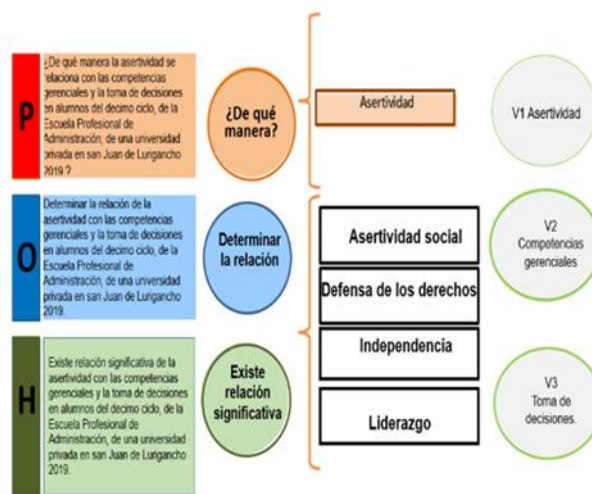 P
¿De qué manera la asertividad se
relaciona con las competencias
gerenciales y la toma de decisiones
en alumnos del decimo ciclo, de la
Escuela Profesional de
Administración, de una universidad
privada en san Juan de Lurigancho
2019 ?
¿De qué
manera?
Asertividad
V1 Asertividad
O
Determinar la relación de la
asertividad con las competencias
gerenciales y la toma de decisiones
en alumnos del decimo ciclo, de la
Escuela Profesional de
Administración, de una universidad
privada en san Juan de Lurigancho
2019.
Determinar
la relación
Asertividad social
Defensa de los derechos
Independencia
Liderazgo
V2
Competencias
gerenciales
H
Existe relación significativa de la
asertividad con las competencias
gerenciales y la toma de decisiones
en alumnos del decimo ciclo, de la
Escuela Profesional de
Administración, de una universidad
privada en san Juan de Lurigancho
2019.
Existe
relación
significativa
V3
Toma de
decisiones.